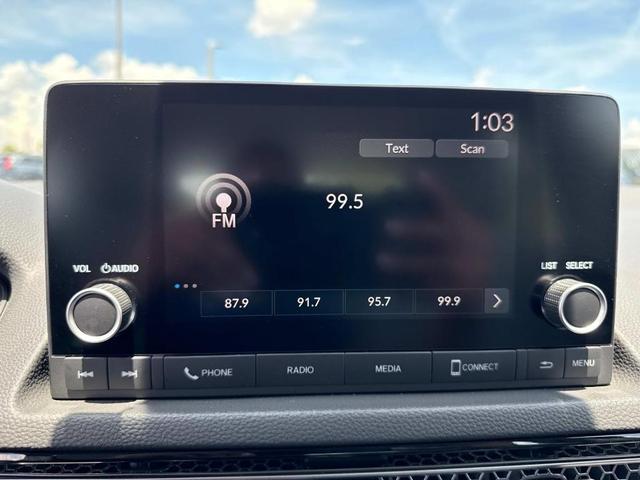 1:03
Text Scan
99.5
FM
VOL AUDIO
LIST SELECT
87.9 91.7 95.7 99.9
PHONE RADIO MEDIA CONNECT MENU